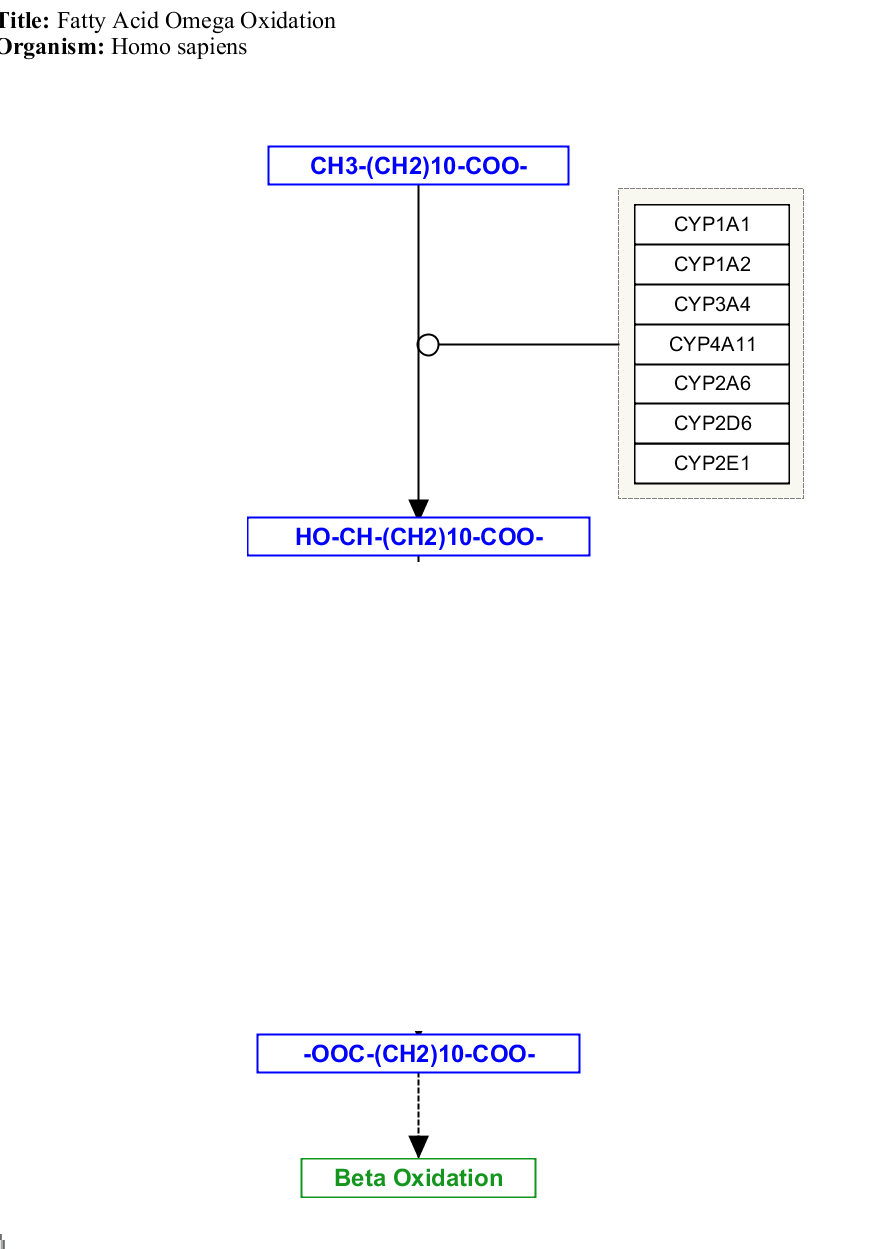 Title: Fatty Acid Omega Oxidation
Organism: Homo sapiens
CH3-(CH2)10-COO-
CYP1A1
CYP1A2
CYP3A4
CYP4A11
CYP2A6
CYP2D6
CYP2E1
HO-CH-(CH2)10-COO-
-OOC-(CH2)10-COO-
Beta Oxidation